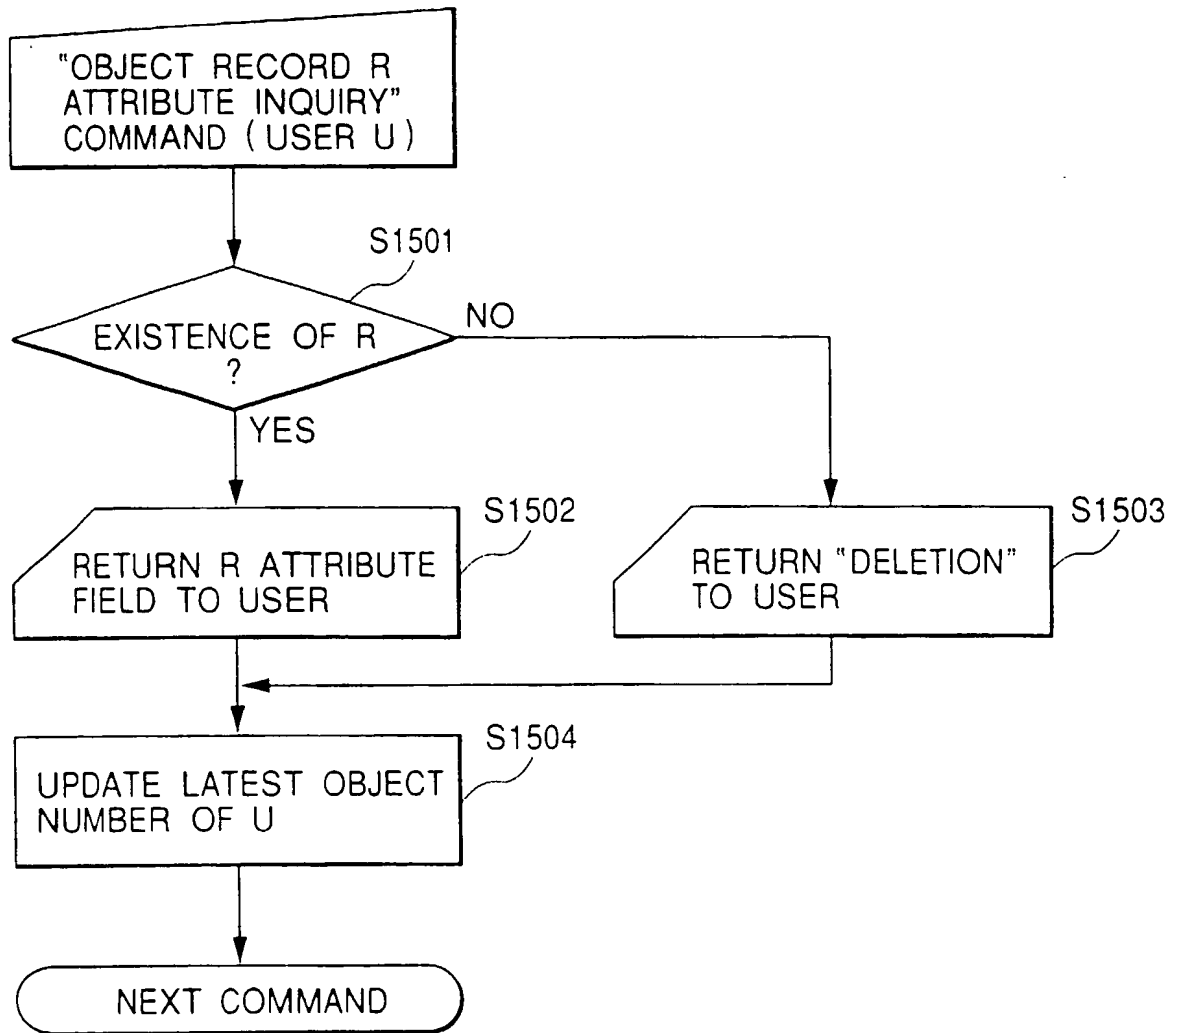 "OBJECT RECORD R
ATTRIBUTE INQUIRY"
COMMAND (USER U)
S1501
EXISTENCE OF R
?
NO
YES
S1502
RETURN R ATTRIBUTE
FIELD TO USER
S1503
RETURN "DELETION"
TO USER
S1504
UPDATE LATEST OBJECT
NUMBER OF U
NEXT COMMAND